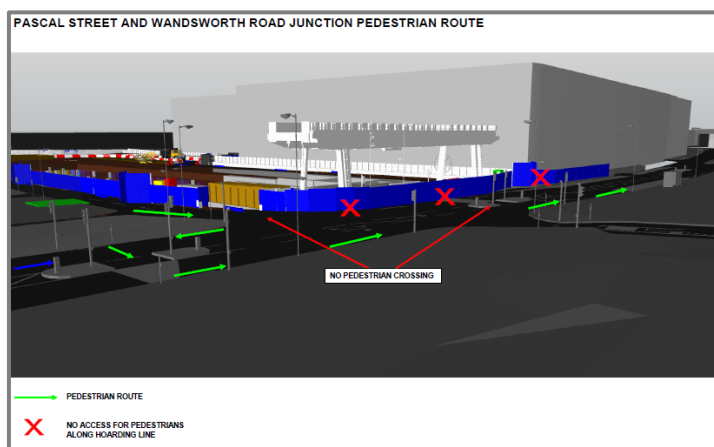 PASCAL STREET AND WANDSWORTH ROAD JUNCTION PEDESTRIAN ROUTE
NO PEDESTRIAN CROSSING
PEDESTRIAN ROUTE
NO ACCESS FOR PEDESTRIANS
ALONG HOARDING LINE